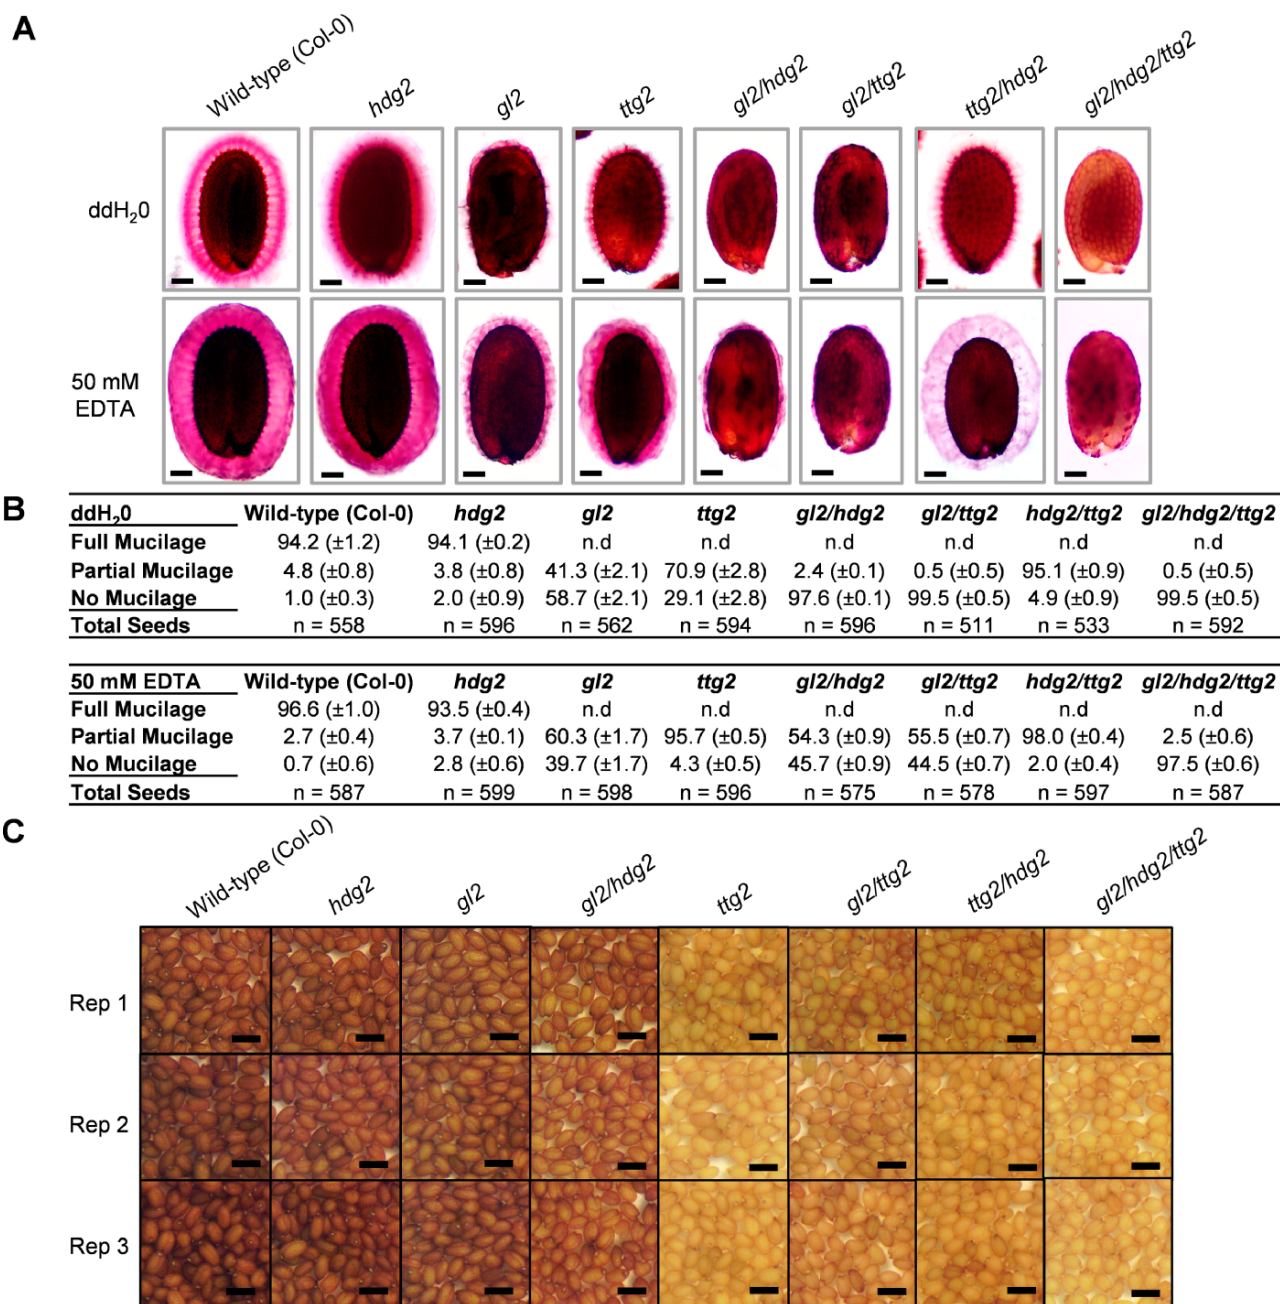 A
Wild-type (Col-0) hdg2 gl2 ttg2 gl2/hdg2 gl2/ttg2 ttg2/hdg2 gl2/hdg2/ttg2
ddH₂0
50 mM
EDTA
B
ddH₂0 Wild-type (Col-0) hdg2 gl2 ttg2 gl2/hdg2 gl2/ttg2 hdg2/ttg2 gl2/hdg2/ttg2
Full Mucilage 94.2 (±1.2) 94.1 (±0.2) n.d n.d n.d n.d n.d n.d
Partial Mucilage 4.8 (±0.8) 3.8 (±0.8) 41.3 (±2.1) 70.9 (±2.8) 2.4 (±0.1) 0.5 (±0.5) 95.1 (±0.9) 0.5 (±0.5)
No Mucilage 1.0 (±0.3) 2.0 (±0.9) 58.7 (±2.1) 29.1 (±2.8) 97.6 (±0.1) 99.5 (±0.5) 4.9 (±0.9) 99.5 (±0.5)
Total Seeds n = 558 n = 596 n = 562 n = 594 n = 596 n = 511 n = 533 n = 592
50 mM EDTA Wild-type (Col-0) hdg2 gl2 ttg2 gl2/hdg2 gl2/ttg2 hdg2/ttg2 gl2/hdg2/ttg2
Full Mucilage 96.6 (±1.0) 93.5 (±0.4) n.d n.d n.d n.d n.d n.d
Partial Mucilage 2.7 (±0.4) 3.7 (±0.1) 60.3 (±1.7) 95.7 (±0.5) 54.3 (±0.9) 55.5 (±0.7) 98.0 (±0.4) 2.5 (±0.6)
No Mucilage 0.7 (±0.6) 2.8 (±0.6) 39.7 (±1.7) 4.3 (±0.5) 45.7 (±0.9) 44.5 (±0.7) 2.0 (±0.4) 97.5 (±0.6)
Total Seeds n = 587 n = 599 n = 598 n = 596 n = 575 n = 578 n = 597 n = 587
C
Wild-type (Col-0) hdg2 gl2 gl2/hdg2 ttg2 gl2/ttg2 ttg2/hdg2 gl2/hdg2/ttg2
Rep 1
Rep 2
Rep 3